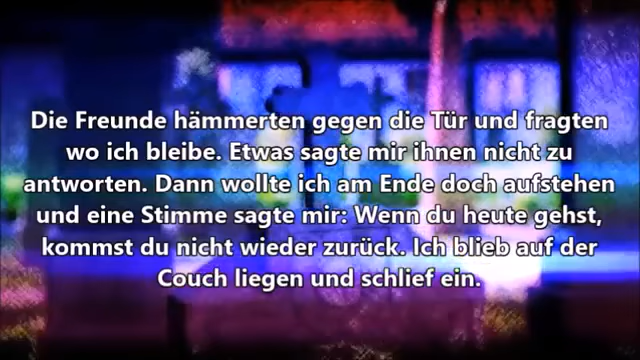 Die Freunde hämmerten gegen die Tür und fragten
wo ich bleibe. Etwas sagte mir ihnen nicht zu
antworten. Dann wollte ich am Ende doch aufstehen
und eine Stimme sagte mir: Wenn du heute gehst,
kommst du nicht wieder zurück. Ich blieb auf der
Couch liegen und schlief ein.